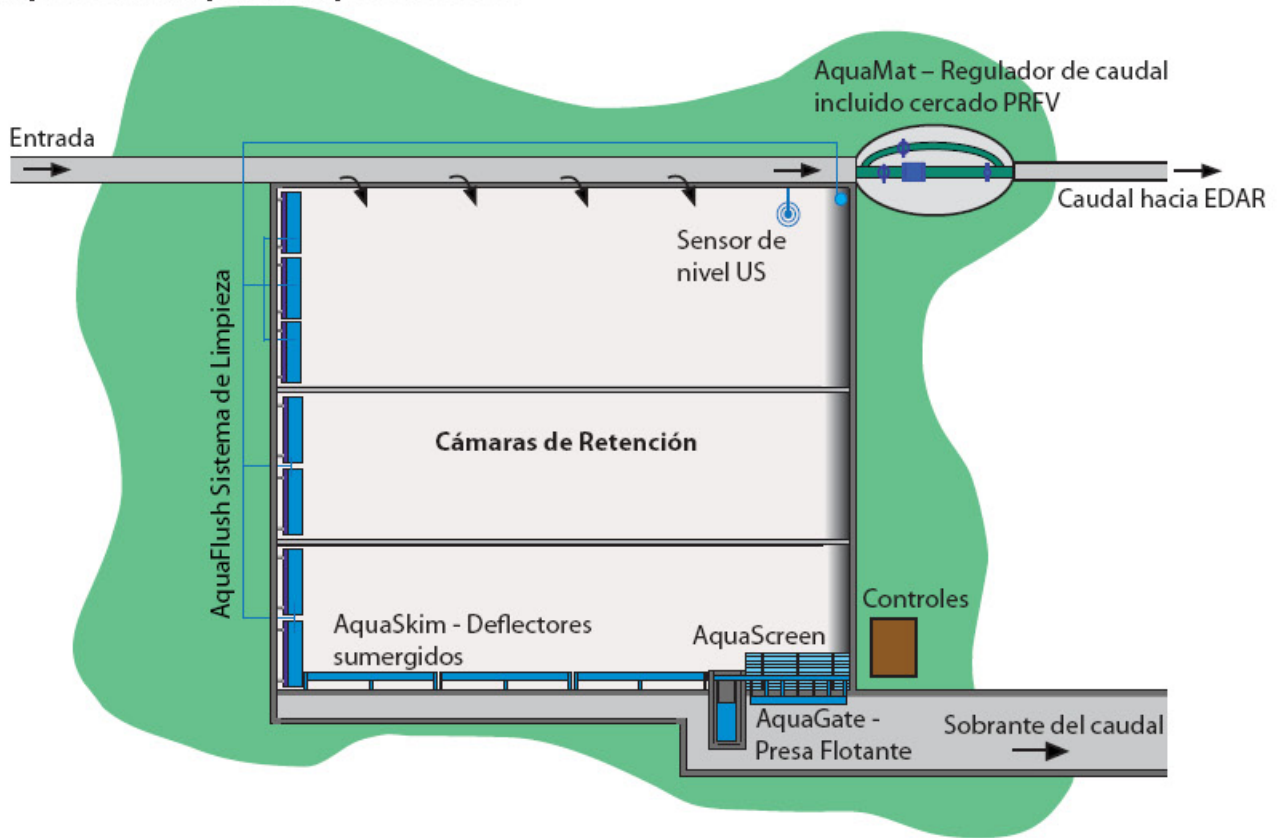 AquaMat – Regulador de caudal
incluido cercado PRFV
Entrada
Caudal hacia EDAR
Sensor de
nivel US
AquaFlush Sistema de Limpieza
Cámaras de Retención
Controles
AquaSkim - Deflectores
sumergidos
AquaScreen
AquaGate -
Presa Flotante
Sobrante del caudal